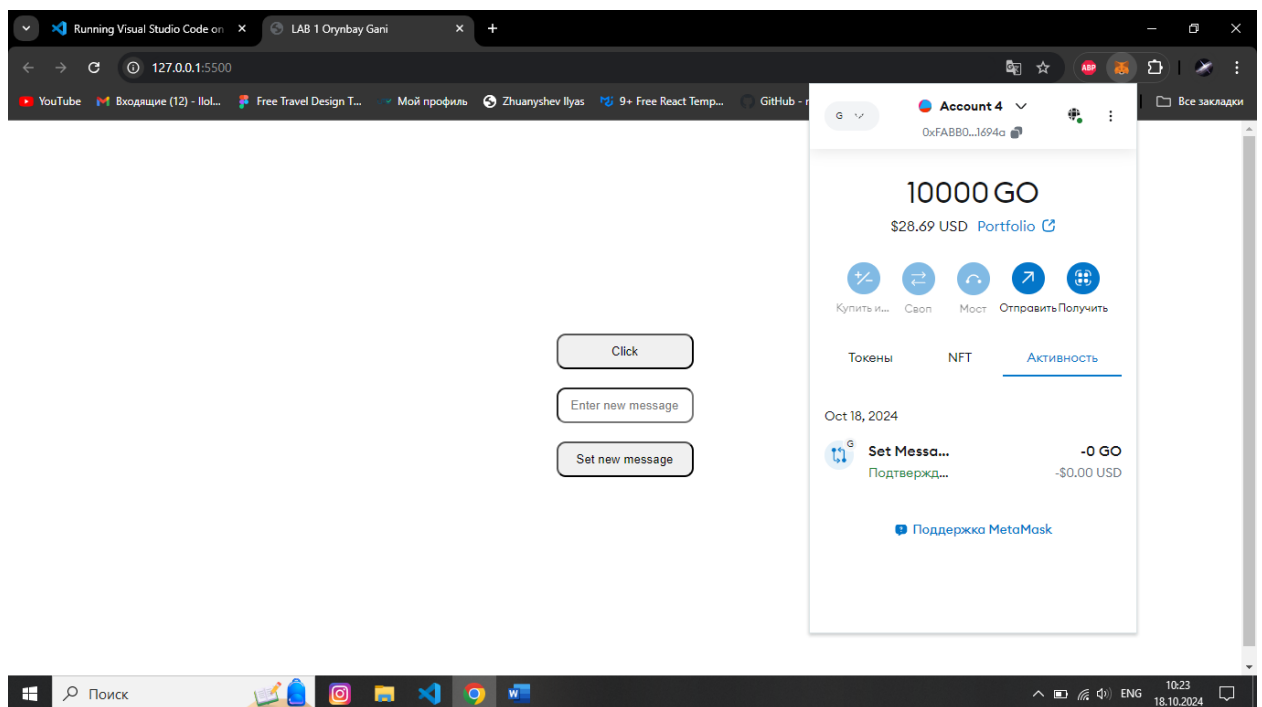 Running Visual Studio Code on
LAB 1 Orynbay Gani
127.0.0.1:5500
ABP
YouTube
Входящие (12) - llol...
Free Travel Design T...
Мой профиль
Zhuanyshev Ilyas
9+ Free React Temp...
GitHub - r
Все закладки
G
Account 4
0xFABB0...1694a
10000 GO
$28.69 USD Portfolio
Купить и...
Своп
Мост
Отправить
Получить
Токены
NFT
Активность
Oct 18, 2024
G
Set Messa...
-0 GO
Подтвержд...
-$0.00 USD
Поддержка MetaMask
Click
Enter new message
Set new message
Поиск
W
ENG
10:23
18.10.2024